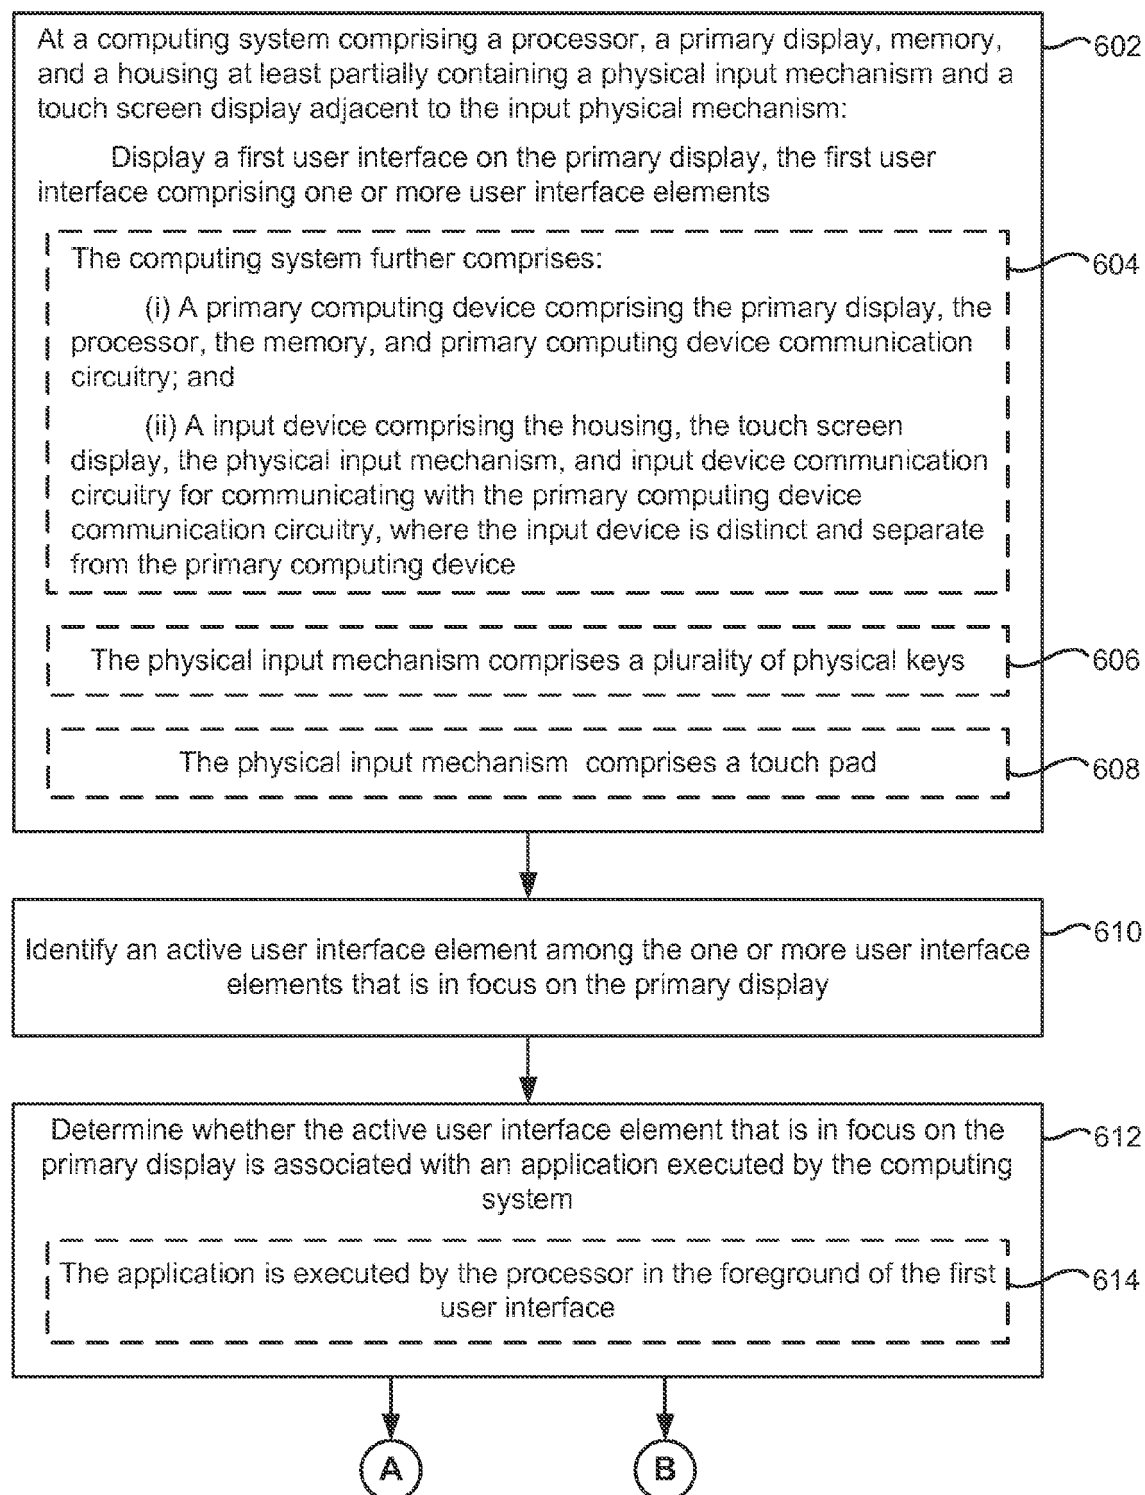 At a computing system comprising a processor, a primary display, memory,
and a housing at least partially containing a physical input mechanism and a
touch screen display adjacent to the input physical mechanism:
602
Display a first user interface on the primary display, the first user
interface comprising one or more user interface elements
The computing system further comprises:
604
(i) A primary computing device comprising the primary display, the
processor, the memory, and primary computing device communication
circuitry; and
(ii) A input device comprising the housing, the touch screen
display, the physical input mechanism, and input device communication
circuitry for communicating with the primary computing device
communication circuitry, where the input device is distinct and separate
from the primary computing device
The physical input mechanism comprises a plurality of physical keys
606
The physical input mechanism comprises a touch pad
608
Identify an active user interface element among the one or more user interface
elements that is in focus on the primary display
610
Determine whether the active user interface element that is in focus on the
primary display is associated with an application executed by the computing
system
612
The application is executed by the processor in the foreground of the first
user interface
614
A
B